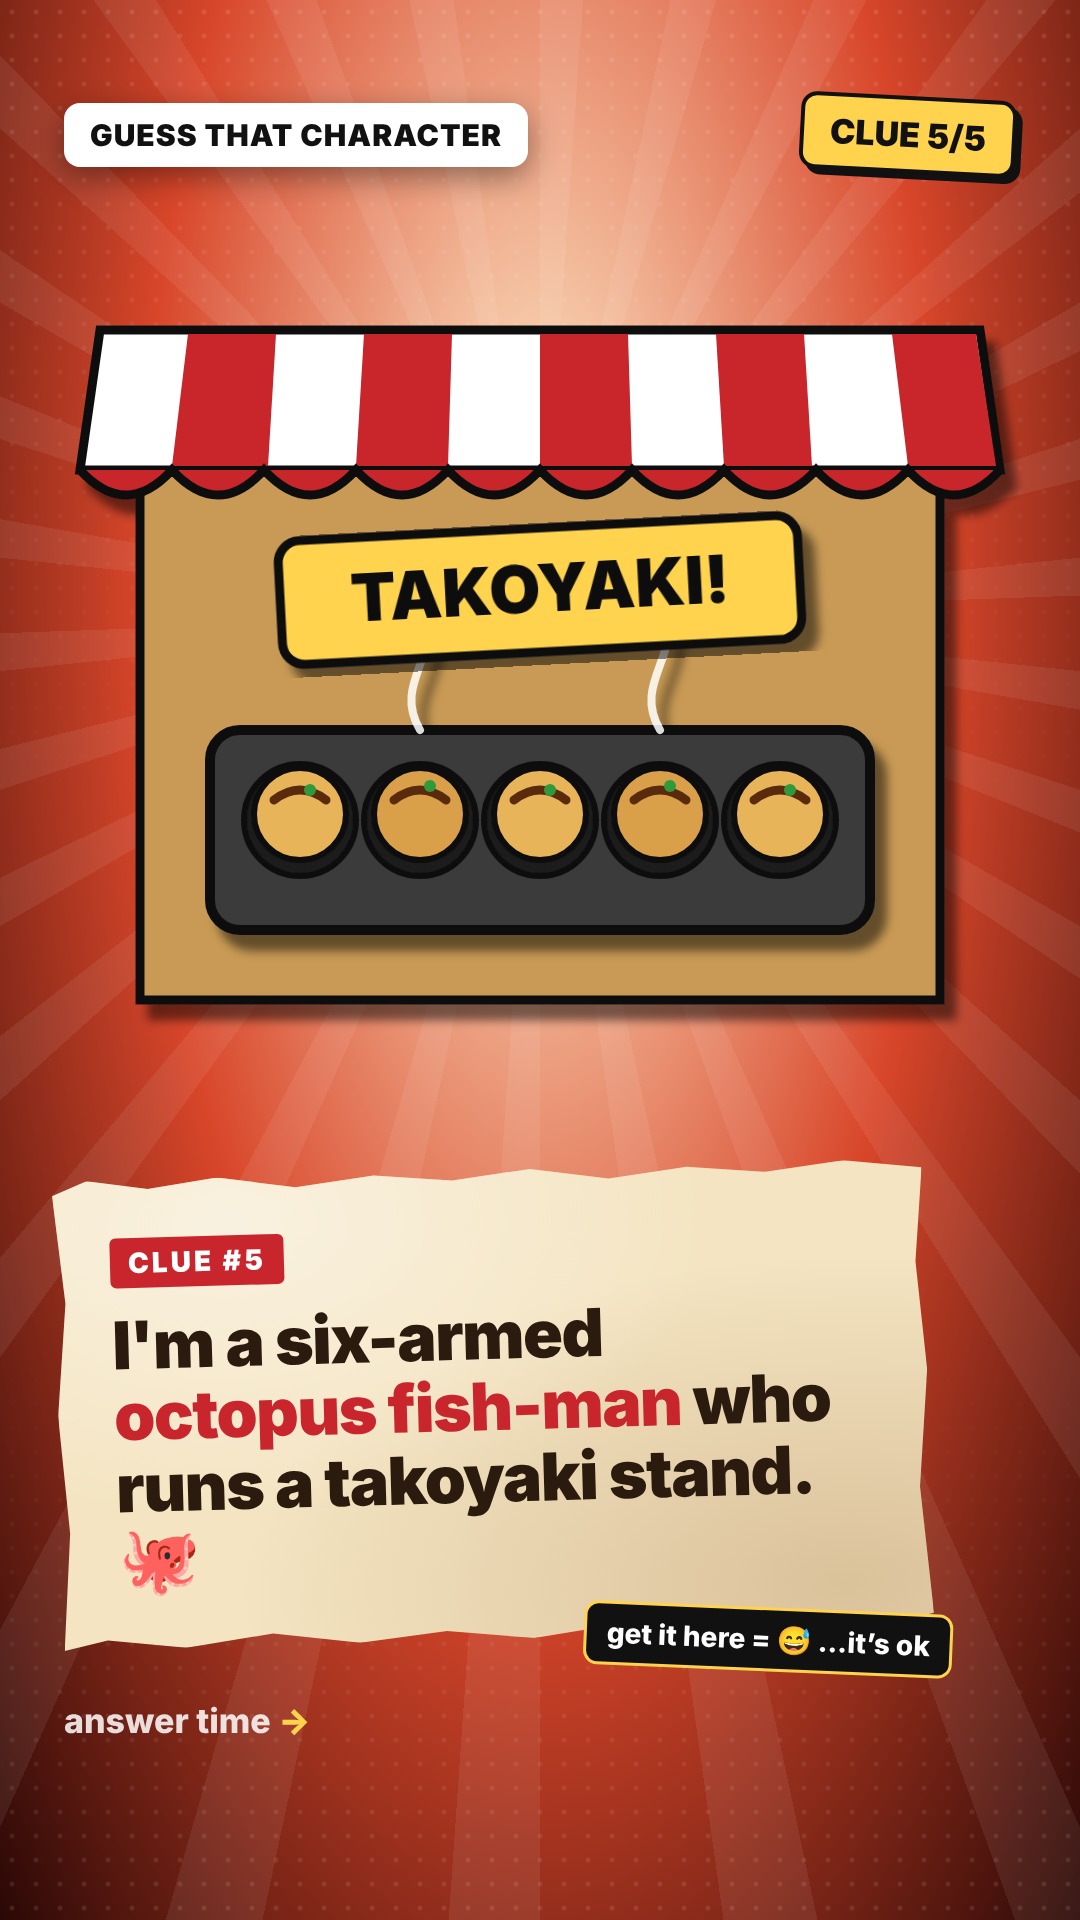 GUESS THAT CHARACTER
CLUE 5/5
TAKOYAKI!
CLUE #5
I'm a six-armed
octopus fish-man who
runs a takoyaki stand.
🐙
get it here = 😅 ...it's ok
answer time →